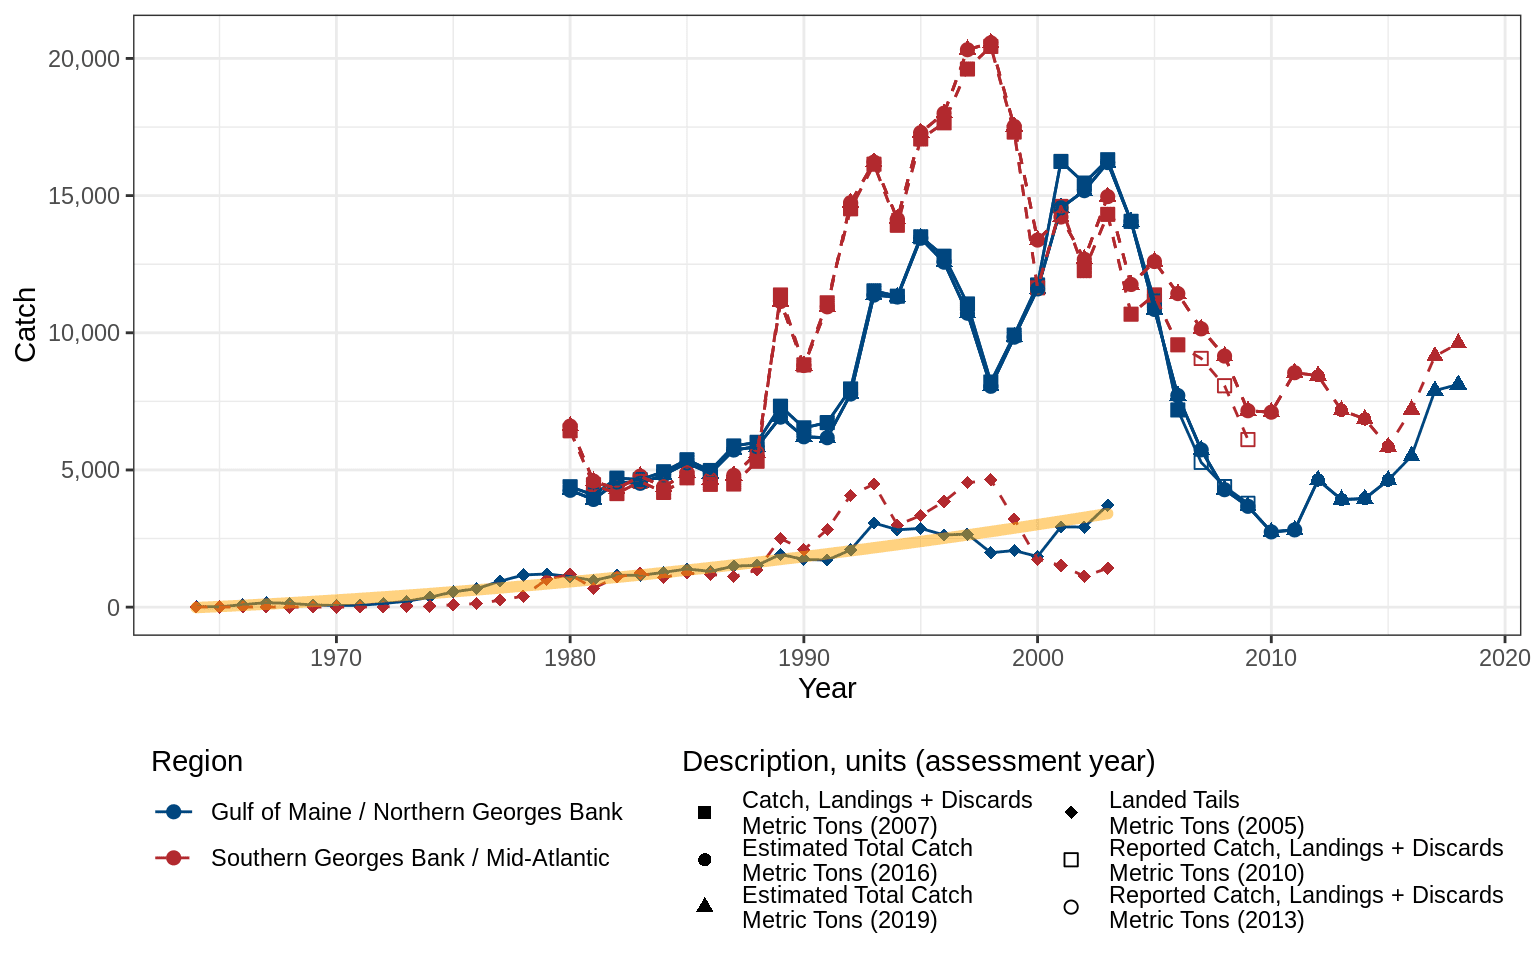 20,000
15,000
10,000
5,000
0
Catch
1970 1980 1990 2000 2010 2020
Year
Region
Gulf of Maine / Northern Georges Bank
Southern Georges Bank / Mid-Atlantic
Description, units (assessment year)
Catch, Landings + Discards
Metric Tons (2007)
Estimated Total Catch
Metric Tons (2016)
Estimated Total Catch
Metric Tons (2019)
Landed Tails
Metric Tons (2005)
Reported Catch, Landings + Discards
Metric Tons (2010)
Reported Catch, Landings + Discards
Metric Tons (2013)